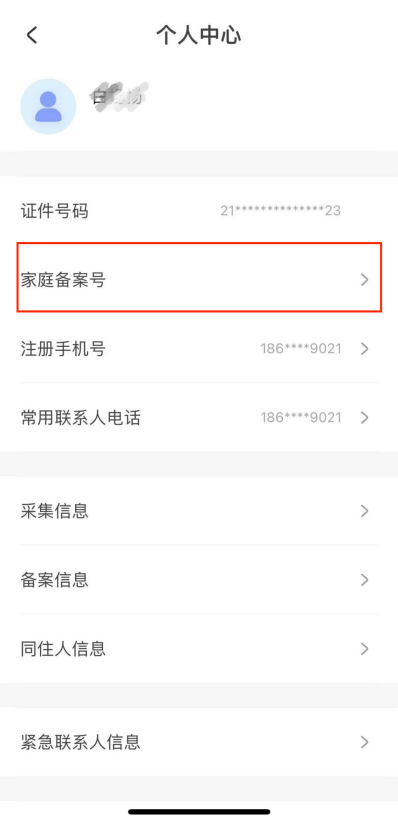 个人中心
证件号码 21**************23
家庭备案号
注册手机号 186****9021
常用联系人电话 186****9021
采集信息
备案信息
同住人信息
紧急联系人信息